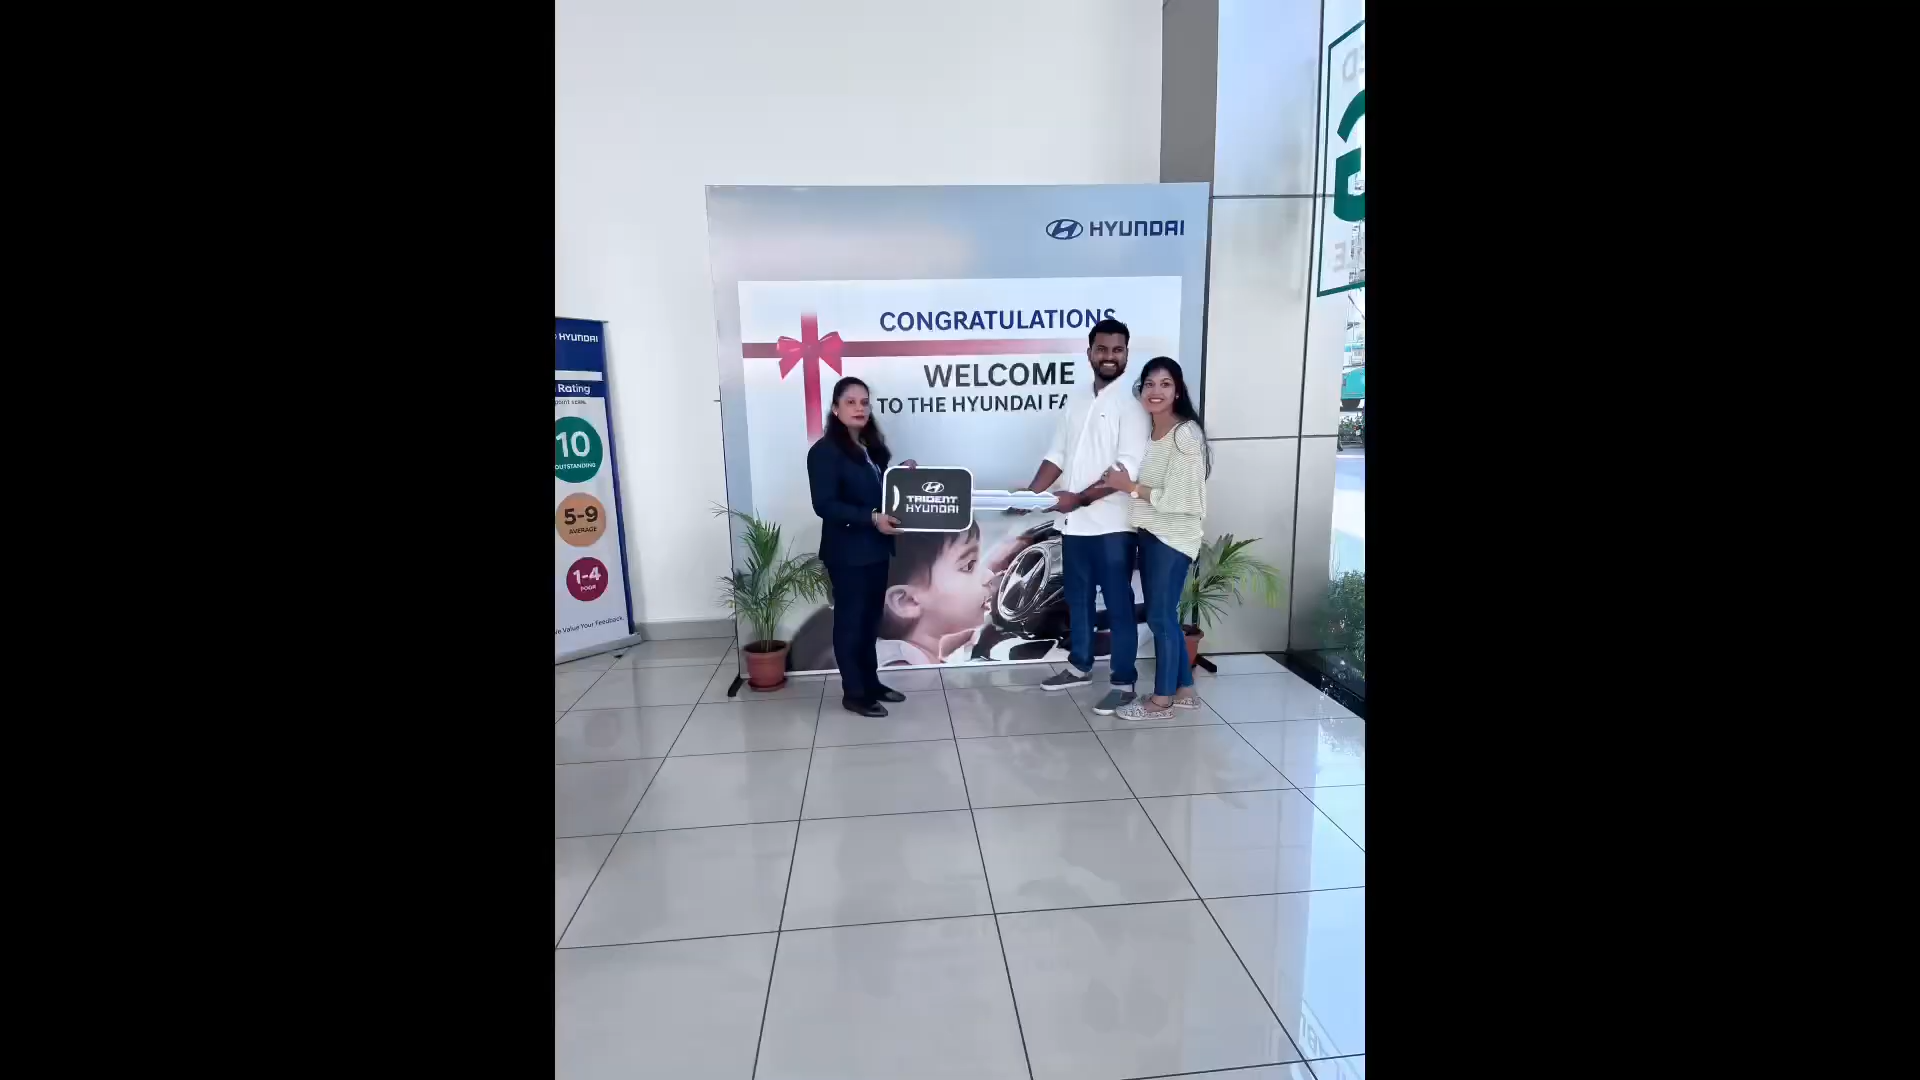 HYUNDAI
CONGRATULATIONS
WELCOME
TO THE HYUNDAI FA
TRIDENT
HYUNDAI
HYUNDAI
Rating
10
OUTSTANDING
5-9
AVERAGE
1-4
POOR
We Value Your Feedback.